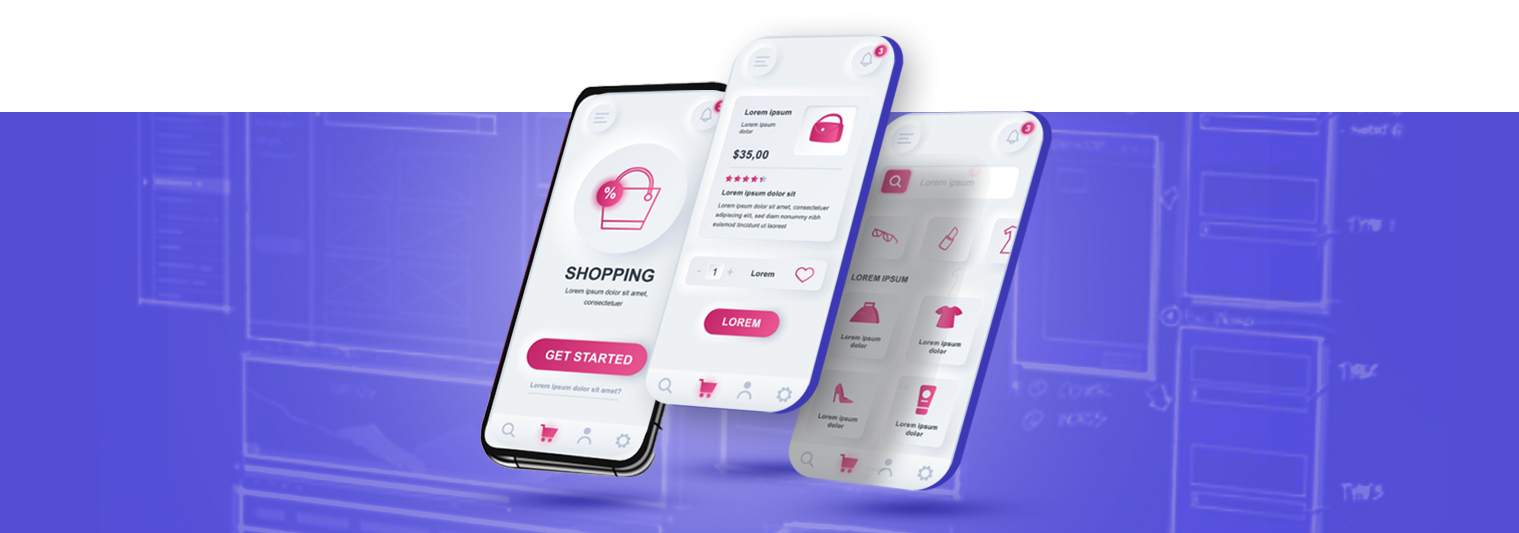 %
SHOPPING
Lorem ipsum dolor sit amet,
consectetuer
GET STARTED
Lorem ipsum dolor sit amet?
3
Lorem ipsum
Lorem ipsum
dolor
$35,00
Lorem ipsum dolor sit
Lorem ipsum dolor sit amet, consectetuer
adipiscing elit, sed diam nonummy nibh
euismod tincidunt ut laoreet
- 1 +
Lorem
LOREM
3
Lorem ipsum
LOREM IPSUM
Lorem ipsum
dolor
Lorem ipsum
dolor
Lorem ipsum
dolor
Lorem ipsum
dolor